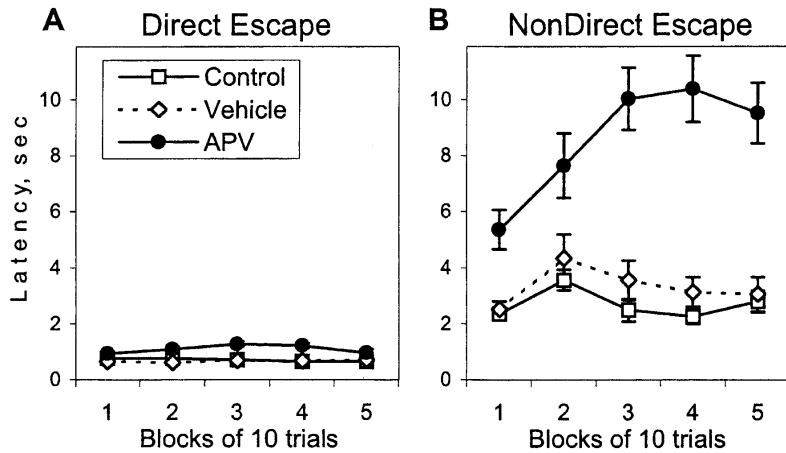 A Direct Escape
B NonDirect Escape
Control
Vehicle
APV
Latency, sec
10
8
6
4
2
0
1 2 3 4 5
Blocks of 10 trials
10
8
6
4
2
0
1 2 3 4 5
Blocks of 10 trials